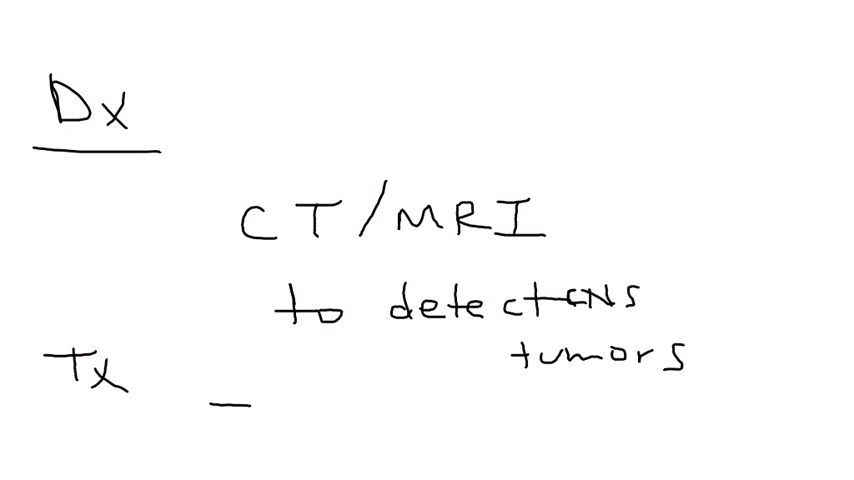 Dx
CT/MRI
to detect CNS
tumors
Tx –